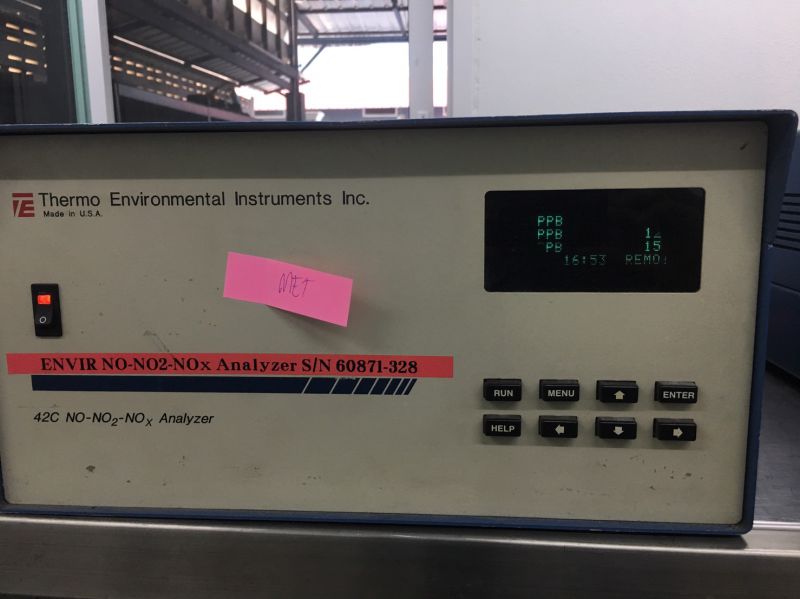 Thermo Environmental Instruments Inc.
Made in U.S.A.
PPB
PPB
PB 15
16:53
MET
O
ENVIR NO-NO2-NOx Analyzer S/N 60871-328
42C NO-NO₂-NOX Analyzer
RUN MENU ENTER
HELP